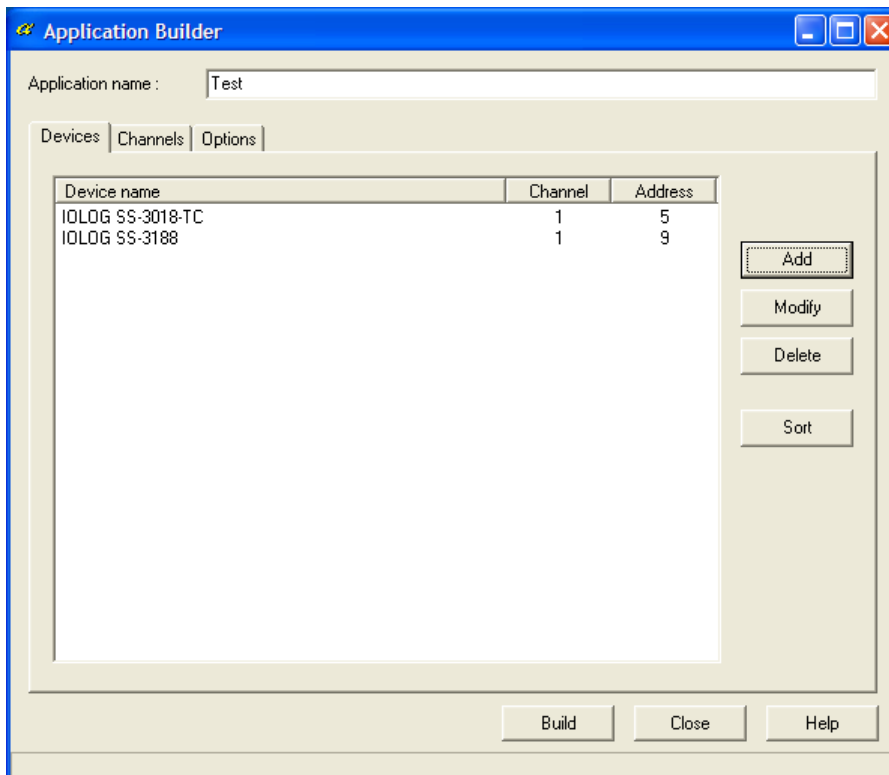 Application Builder
Application name : Test
Devices Channels Options
Device name Channel Address
IOLOG SS-3018-TC 1 5
IOLOG SS-3188 1 9
Add
Modify
Delete
Sort
Build Close Help